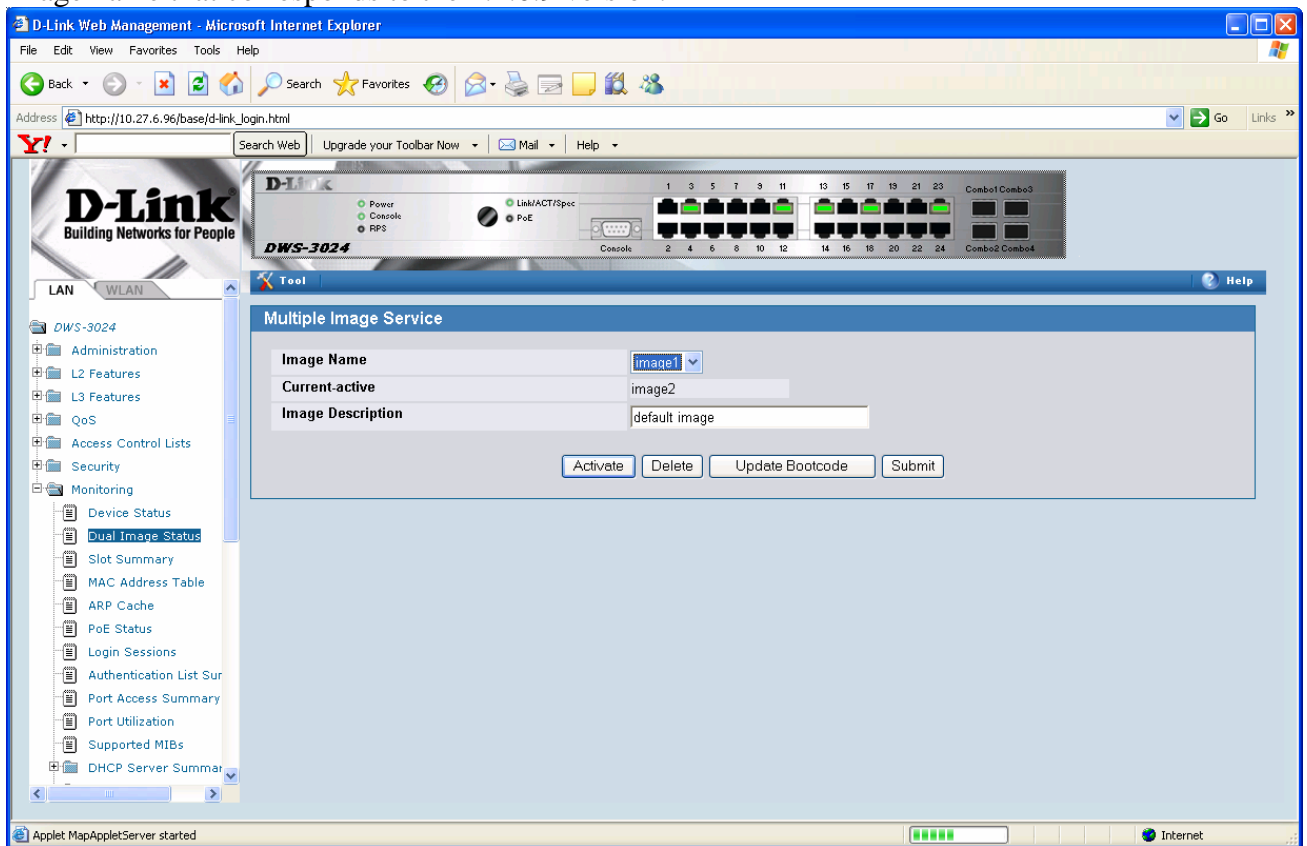 D-Link Web Management - Microsoft Internet Explorer
File Edit View Favorites Tools Help
Back Search Favorites
Address http://10.27.6.96/base/d-link_login.html Go Links »
Y! Search Web Upgrade your Toolbar Now Mail Help
D-Link
Building Networks for People
D-Link
Power
Console
RPS
Link/ACT/Spec
PoE
DWS-3024
Console
1 3 5 7 9 11 13 15 17 19 21 23 Combo1 Combo3
2 4 6 8 10 12 14 16 18 20 22 24 Combo2 Combo4
LAN WLAN
Tool Help
DWS-3024
Administration
L2 Features
L3 Features
QoS
Access Control Lists
Security
Monitoring
Device Status
Dual Image Status
Slot Summary
MAC Address Table
ARP Cache
PoE Status
Login Sessions
Authentication List Sur
Port Access Summary
Port Utilization
Supported MIBs
DHCP Server Summar
Multiple Image Service
Image Name image1
Current-active image2
Image Description default image
Activate Delete Update Bootcode Submit
Applet MapAppletServer started Internet